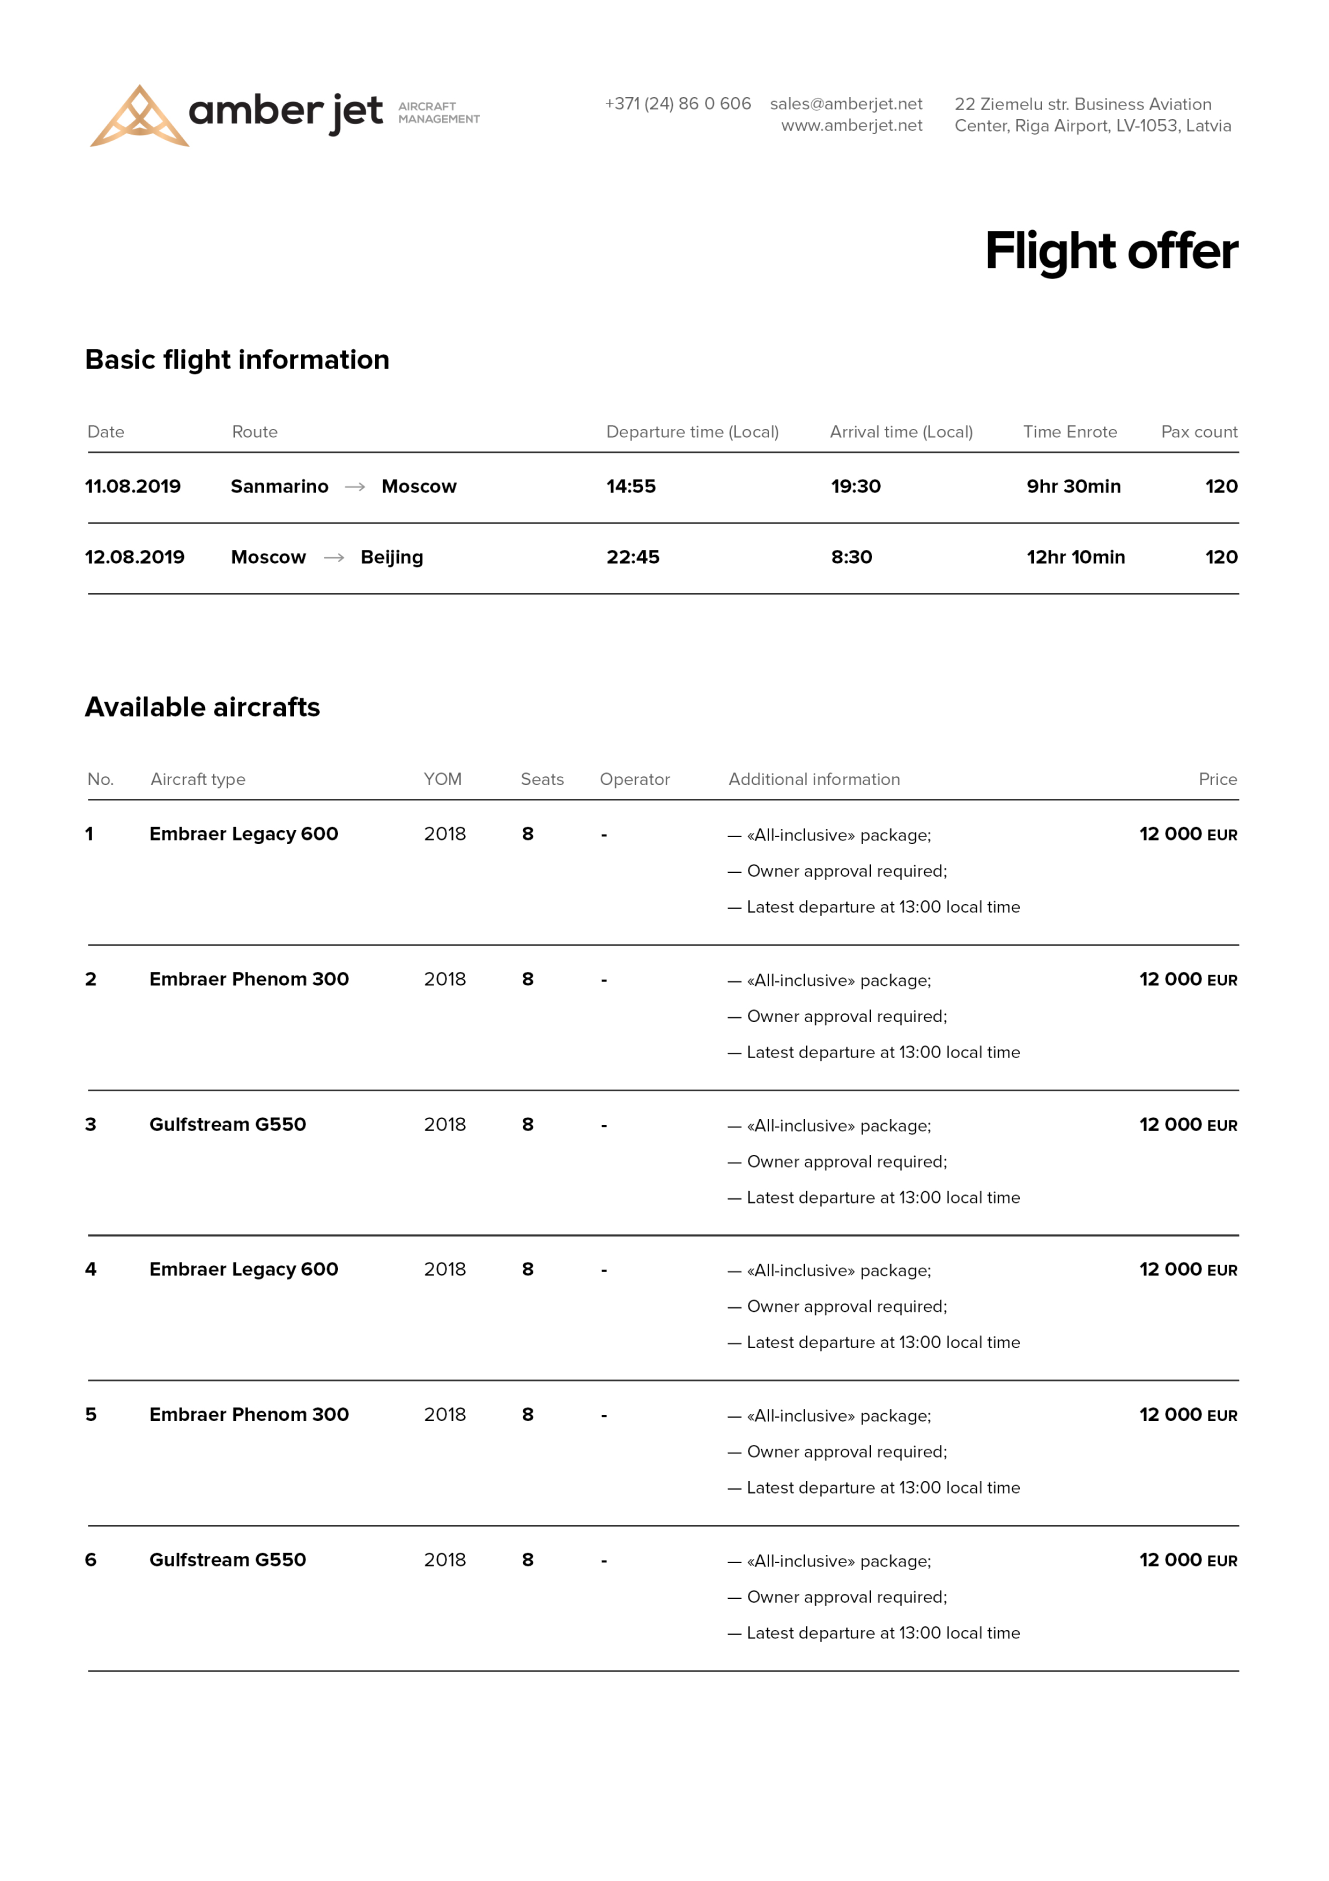 amber jet AIRCRAFT MANAGEMENT
+371 (24) 86 0 606 sales@amberjet.net 22 Ziemelu str. Business Aviation
www.amberjet.net Center, Riga Airport, LV-1053, Latvia
Flight offer
Basic flight information
Date Route Departure time (Local) Arrival time (Local) Time Enrote Pax count
11.08.2019 Sanmarino → Moscow 14:55 19:30 9hr 30min 120
12.08.2019 Moscow → Beijing 22:45 8:30 12hr 10min 120
Available aircrafts
No. Aircraft type YOM Seats Operator Additional information Price
1 Embraer Legacy 600 2018 8 - — «All-inclusive» package; 12 000 EUR
— Owner approval required;
— Latest departure at 13:00 local time
2 Embraer Phenom 300 2018 8 - — «All-inclusive» package; 12 000 EUR
— Owner approval required;
— Latest departure at 13:00 local time
3 Gulfstream G550 2018 8 - — «All-inclusive» package; 12 000 EUR
— Owner approval required;
— Latest departure at 13:00 local time
4 Embraer Legacy 600 2018 8 - — «All-inclusive» package; 12 000 EUR
— Owner approval required;
— Latest departure at 13:00 local time
5 Embraer Phenom 300 2018 8 - — «All-inclusive» package; 12 000 EUR
— Owner approval required;
— Latest departure at 13:00 local time
6 Gulfstream G550 2018 8 - — «All-inclusive» package; 12 000 EUR
— Owner approval required;
— Latest departure at 13:00 local time